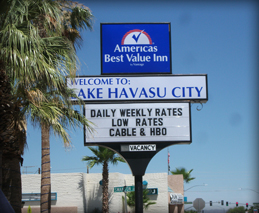 Americas
Best Value Inn
WELCOME TO:
LAKE HAVASU CITY
DAILY WEEKLY RATES
LOW RATES
CABLE & HBO
VACANCY